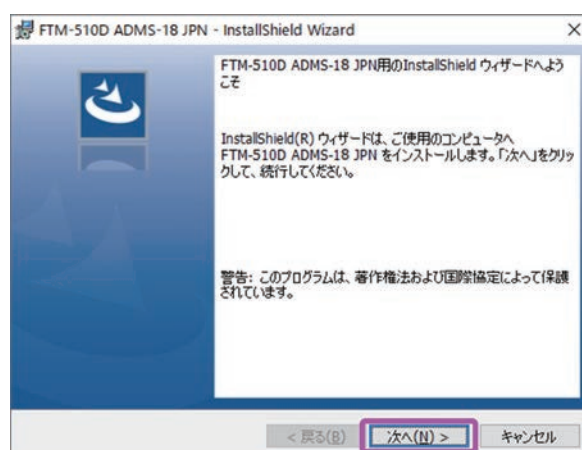 FTM-510D ADMS-18 JPN - InstallShield Wizard
FTM-510D ADMS-18 JPN用のInstallShield ウィザードへよう
こそ
InstallShield(R) ウィザードは、ご使用のコンピュータへ
FTM-510D ADMS-18 JPN をインストールします。「次へ」をクリッ
クして、続行してください。
警告: このプログラムは、著作権法および国際協定によって保護
されています。
< 戻る(B)
次へ(N) >
キャンセル